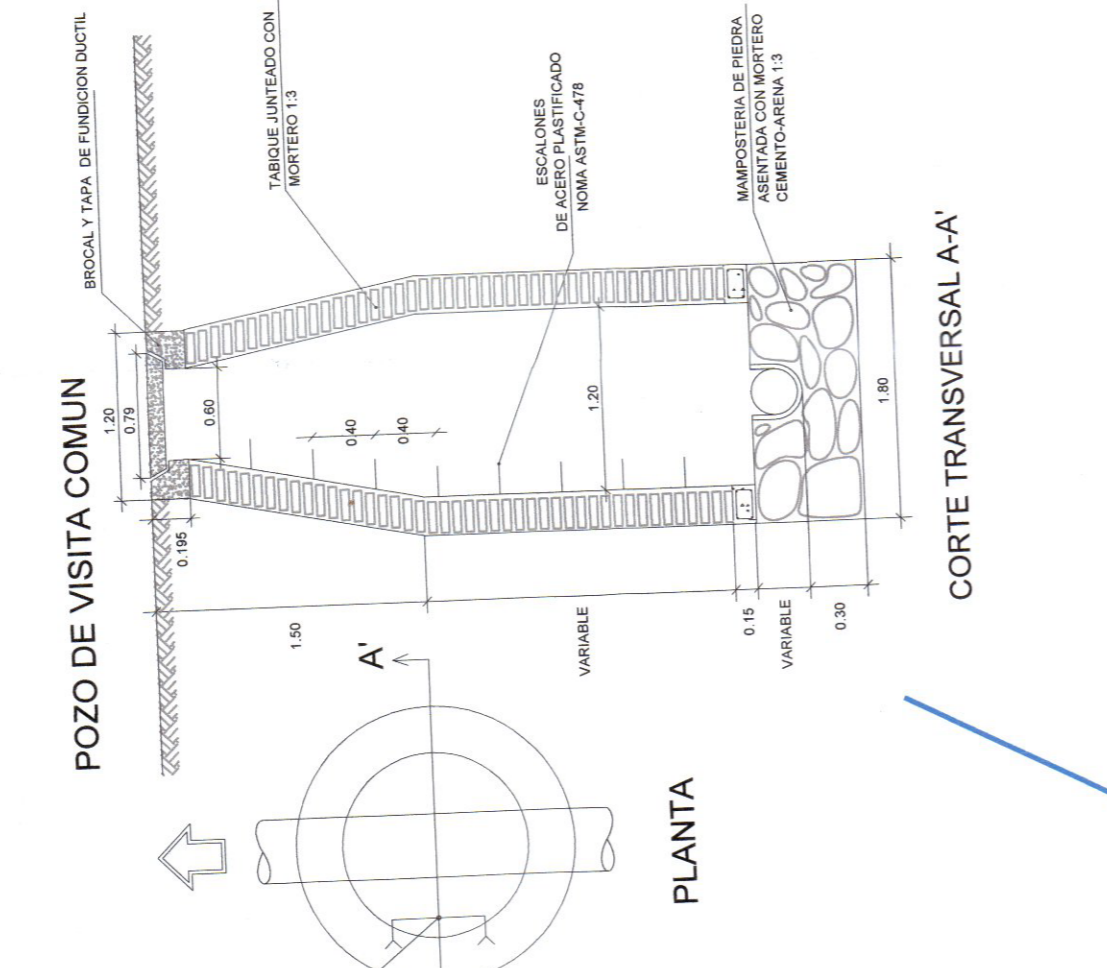 POZO DE VISITA COMUN
BROCAL Y TAPA DE FUNDICION DUCTIL
1.20
0.79
0.60
0.195
TABIQUE JUNTEADO CON
MORTERO 1:3
0.40
0.40
1.50
ESCALONES
DE ACERO PLASTIFICADO
NOMA ASTM-C-478
1.20
VARIABLE
MAMPOSTERIA DE PIEDRA
ASENTADA CON MORTERO
CEMENTO-ARENA 1:3
0.15
VARIABLE
0.30
1.80
A'
PLANTA
CORTE TRANSVERSAL A-A'